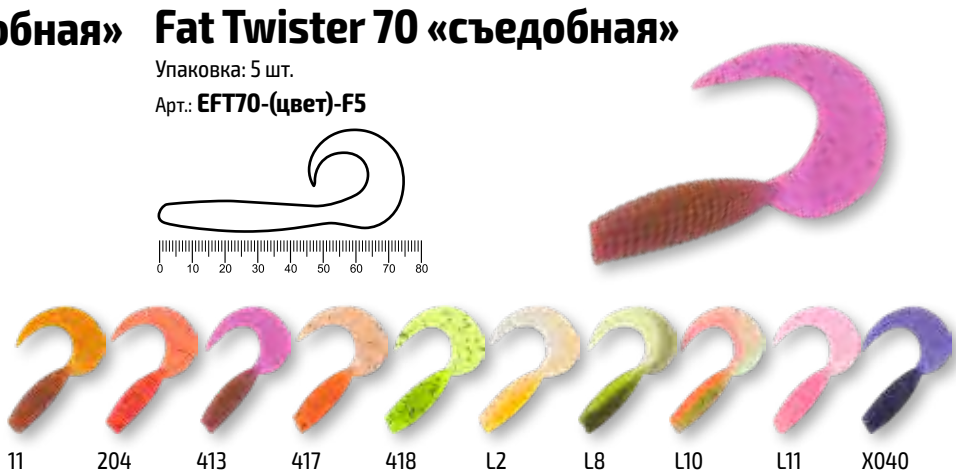 обная» Fat Twister 70 «съедобная»
Упаковка: 5 шт.
Арт.: EFT70-(цвет)-F5
0 10 20 30 40 50 60 70 80
11 204 413 417 418 L2 L8 L10 L11 X040